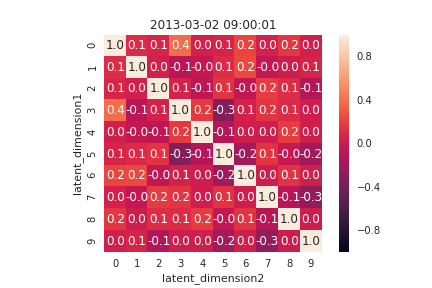 2013-03-02 09:00:01
latent_dimension1
0 1.0 0.1 0.1 0.4 0.0 0.1 0.2 0.0 0.2 0.0
1 0.1 1.0 0.0 -0.1 -0.0 0.1 0.2 -0.0 0.0 0.1
2 0.1 0.0 1.0 0.1 -0.1 0.1 -0.0 0.2 0.1 -0.1
3 0.4 -0.1 0.1 1.0 0.2 -0.3 0.1 0.2 0.1 0.0
4 0.0 -0.0 -0.1 0.2 1.0 -0.1 0.0 0.0 0.2 0.0
5 0.1 0.1 0.1 -0.3 -0.1 1.0 -0.2 0.1 -0.0 -0.2
6 0.2 0.2 -0.0 0.1 0.0 -0.2 1.0 0.0 0.1 0.0
7 0.0 -0.0 0.2 0.2 0.0 0.1 0.0 1.0 -0.1 -0.3
8 0.2 0.0 0.1 0.1 0.2 -0.0 0.1 -0.1 1.0 0.0
9 0.0 0.1 -0.1 0.0 0.0 -0.2 0.0 -0.3 0.0 1.0
0 1 2 3 4 5 6 7 8 9
latent_dimension2
0.8
0.4
0.0
−0.4
−0.8